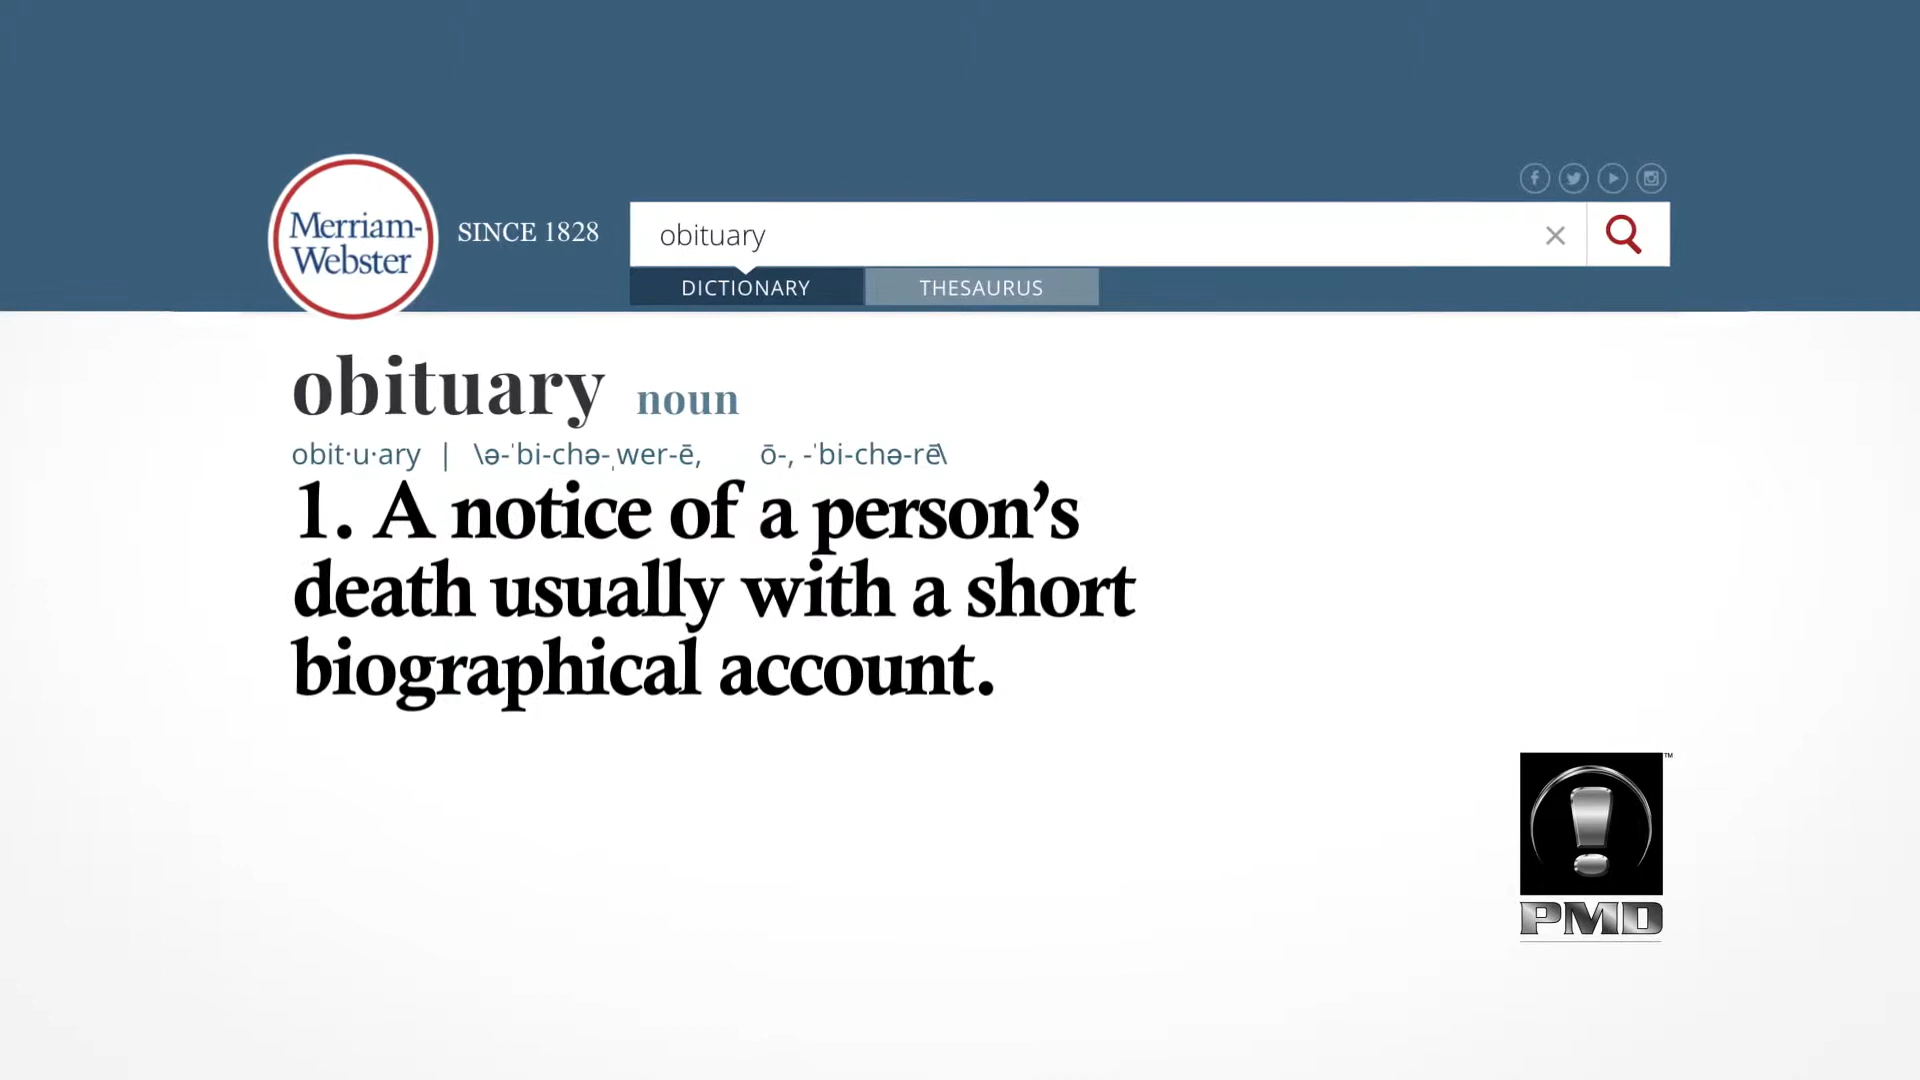 Merriam-
Webster
SINCE 1828
obituary
DICTIONARY THESAURUS
obituary noun
obit·u·ary | \ə-ˈbi-chə-ˌwer-ē, ō-, -ˈbi-chə-rē\
1. A notice of a person’s
death usually with a short
biographical account.
TM
PMD